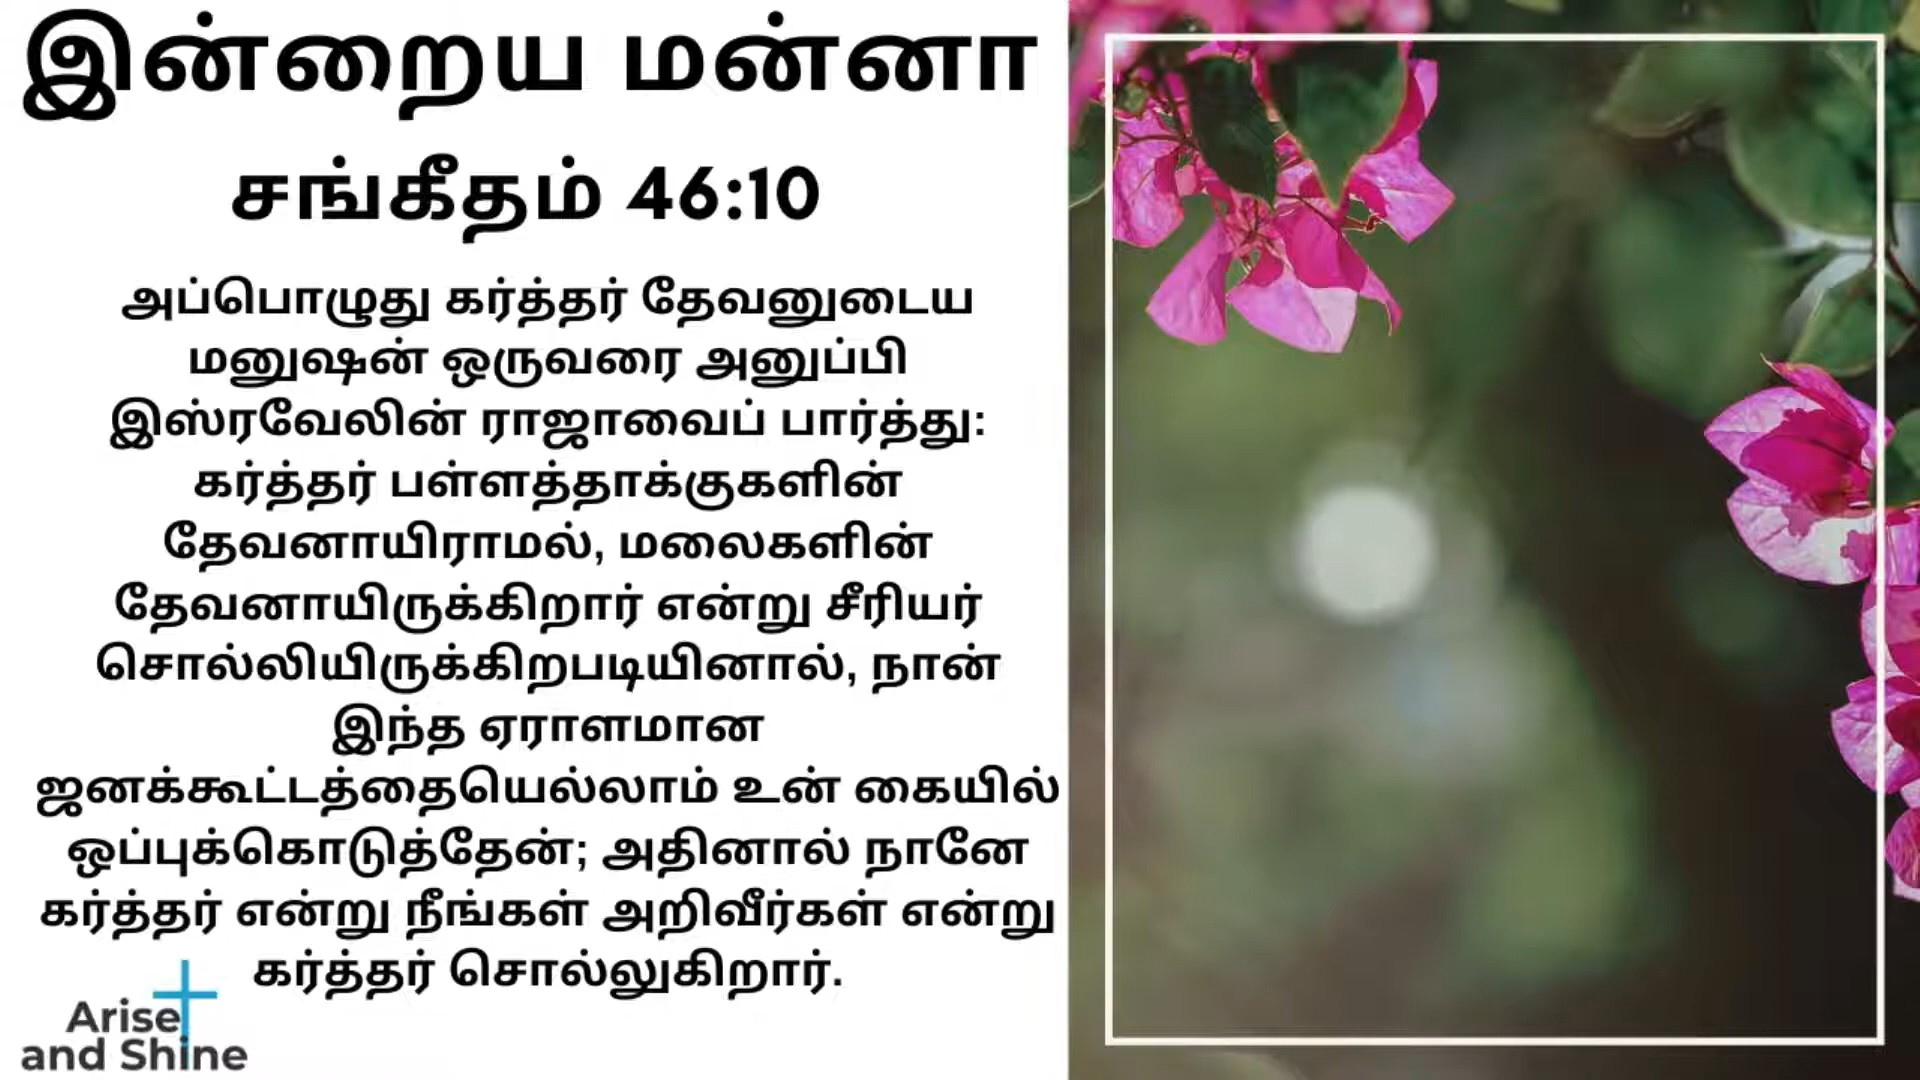 இன்றைய மன்னா
சங்கீதம் 46:10
அப்பொழுது கர்த்தர் தேவனுடைய
மனுஷன் ஒருவரை அனுப்பி
இஸ்ரவேலின் ராஜாவைப் பார்த்து:
கர்த்தர் பள்ளத்தாக்குகளின்
தேவனாயிராமல், மலைகளின்
தேவனாயிருக்கிறார் என்று சீரியர்
சொல்லியிருக்கிறபடியினால், நான்
இந்த ஏராளமான
ஜனக்கூட்டத்தையெல்லாம் உன் கையில்
ஒப்புக்கொடுத்தேன்; அதினால் நானே
கர்த்தர் என்று நீங்கள் அறிவீர்கள் என்று
கர்த்தர் சொல்லுகிறார்.
Arise
and Shine